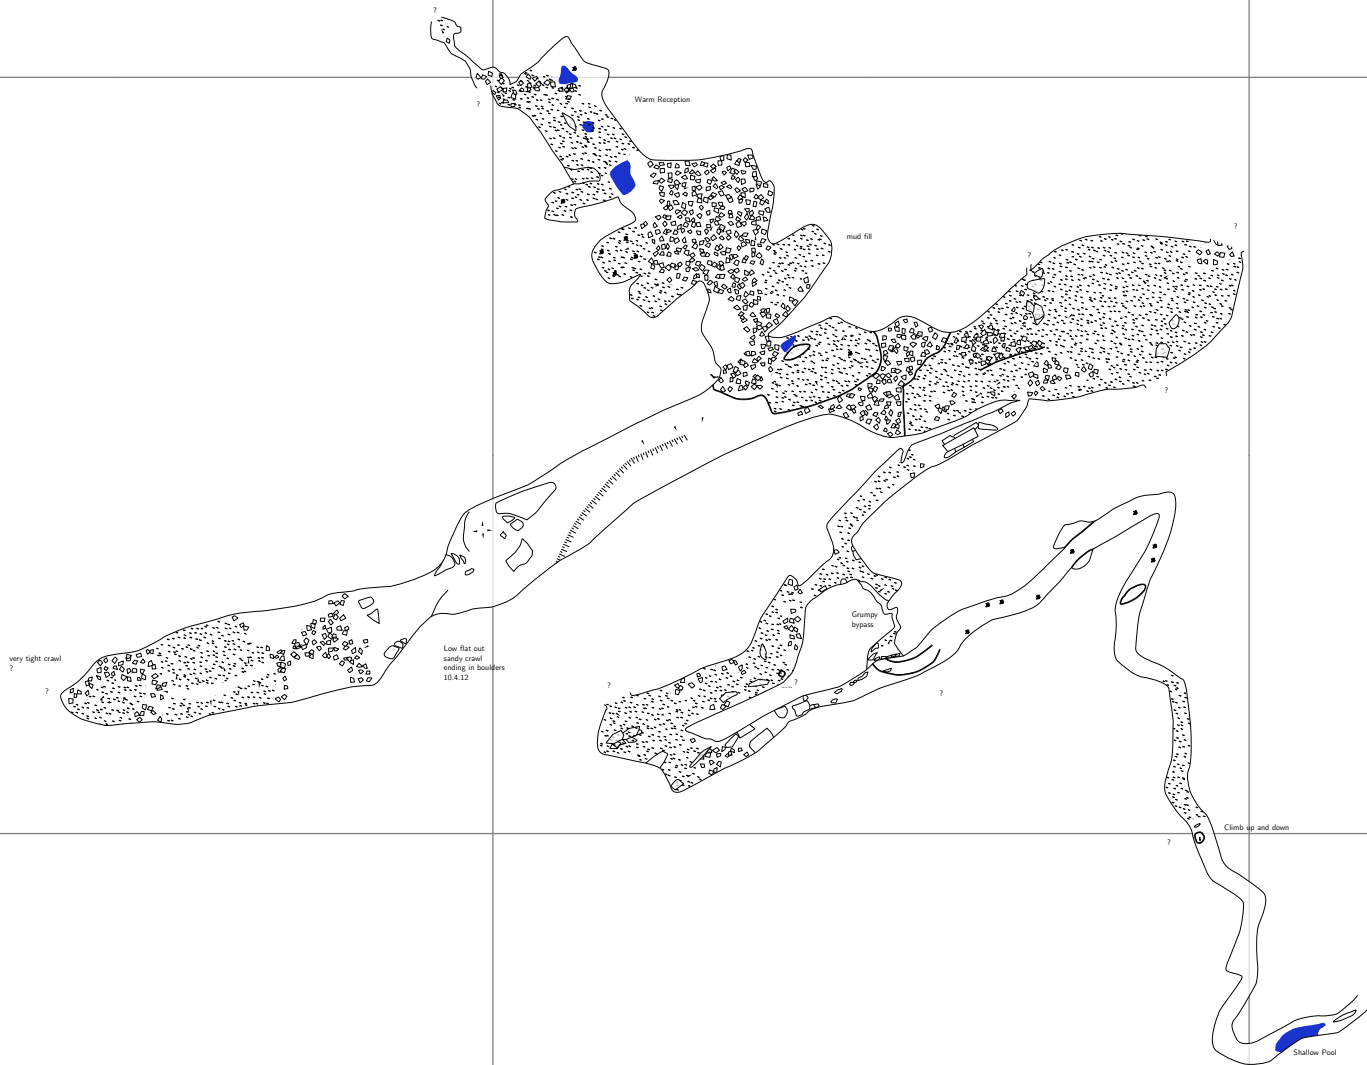 ?
Warm Reception
?
?
mud fill
?
?
Grumpy
bypass
Low flat out
sandy crawl
ending in boulders
10.4.12
very tight crawl
?
?
?
?
?
Climb up and down
?
Shallow Pool